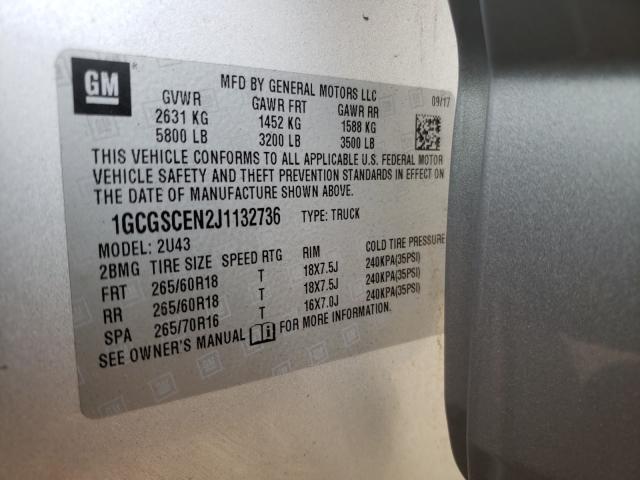 GM*
MFD BY GENERAL MOTORS LLC
09/17
GVWR GAWR FRT GAWR RR
2631 KG 1452 KG 1588 KG
5800 LB 3200 LB 3500 LB
THIS VEHICLE CONFORMS TO ALL APPLICABLE U.S. FEDERAL MOTOR
VEHICLE SAFETY AND THEFT PREVENTION STANDARDS IN EFFECT ON
THE DATE OF MANUFACTURE SHOWN ABOVE.
1GCGSCEN2J1132736 TYPE: TRUCK
MODEL: 2U43
2BMG TIRE SIZE SPEED RTG RIM COLD TIRE PRESSURE
FRT 265/60R18 T 18X7.5J 240KPA(35PSI)
RR 265/60R18 T 18X7.5J 240KPA(35PSI)
SPA 265/70R16 T 16X7.0J 240KPA(35PSI)
SEE OWNER'S MANUAL FOR MORE INFORMATION.